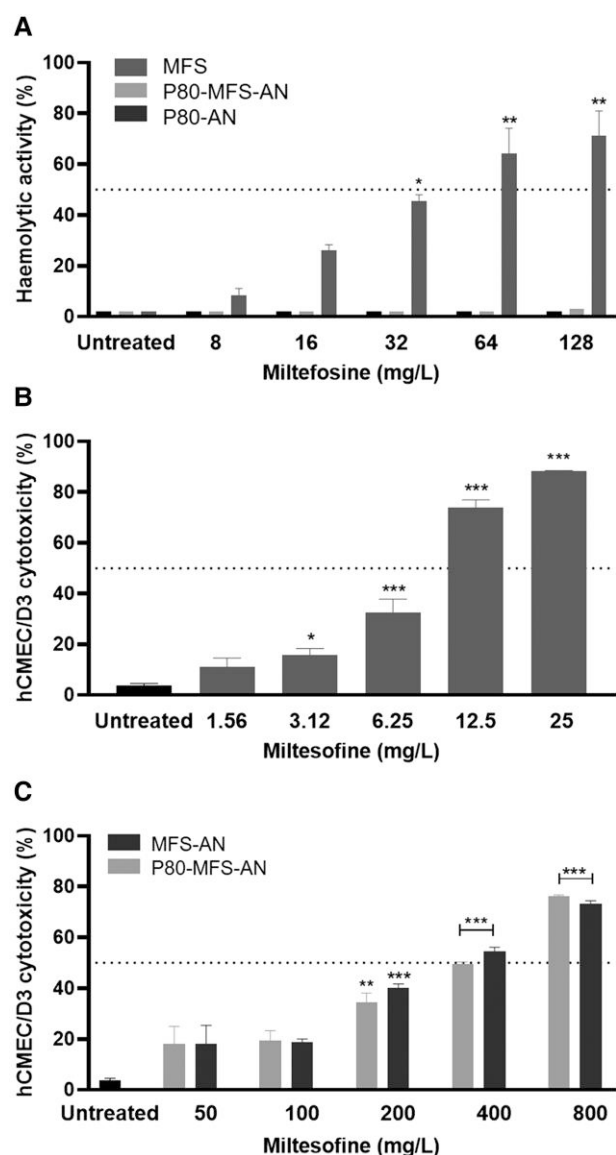 A
Haemolytic activity (%)
100
80
60
40
20
0
MFS
P80-MFS-AN
P80-AN
*
**
**
Untreated 8 16 32 64 128
Miltefosine (mg/L)
B
hCMEC/D3 cytotoxicity (%)
100
80
60
40
20
0
*
***
***
***
Untreated 1.56 3.12 6.25 12.5 25
Miltesofine (mg/L)
C
hCMEC/D3 cytotoxicity (%)
100
80
60
40
20
0
MFS-AN
P80-MFS-AN
**
***
***
***
Untreated 50 100 200 400 800
Miltesofine (mg/L)